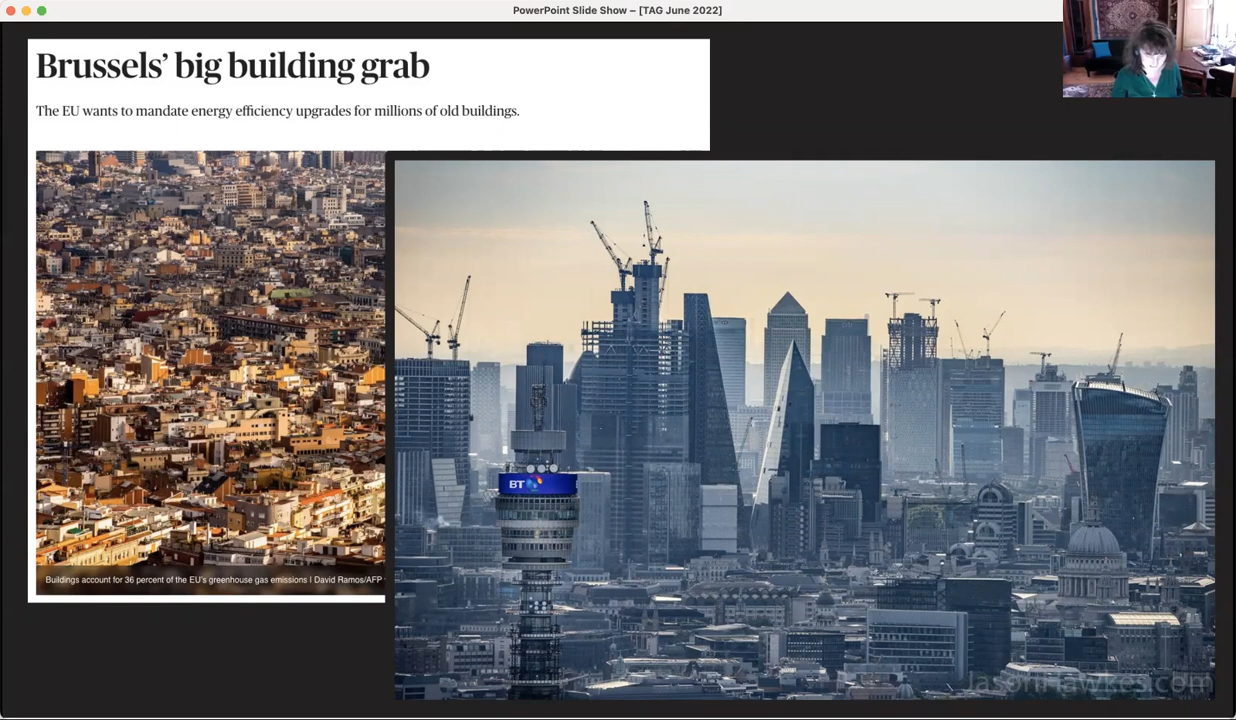 PowerPoint Slide Show – [TAG June 2022]
Brussels’ big building grab
The EU wants to mandate energy efficiency upgrades for millions of old buildings.
BT
Buildings account for 36 percent of the EU's greenhouse gas emissions | David Ramos/AFP
JasonHawkes.com